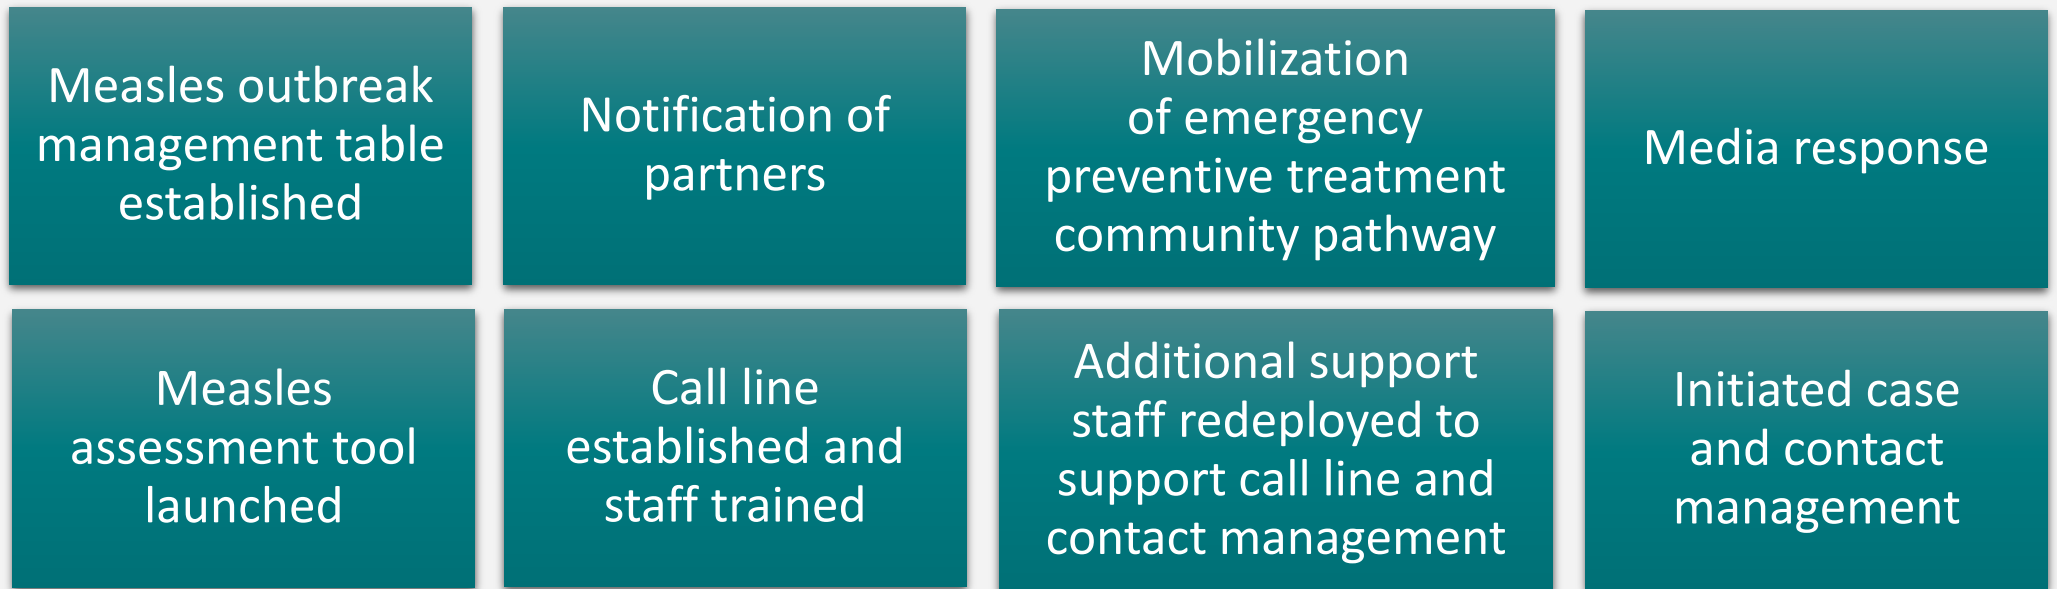 Measles outbreak
management table
established
Notification of
partners
Mobilization
of emergency
preventive treatment
community pathway
Media response
Measles
assessment tool
launched
Call line
established and
staff trained
Additional support
staff redeployed to
support call line and
contact management
Initiated case
and contact
management